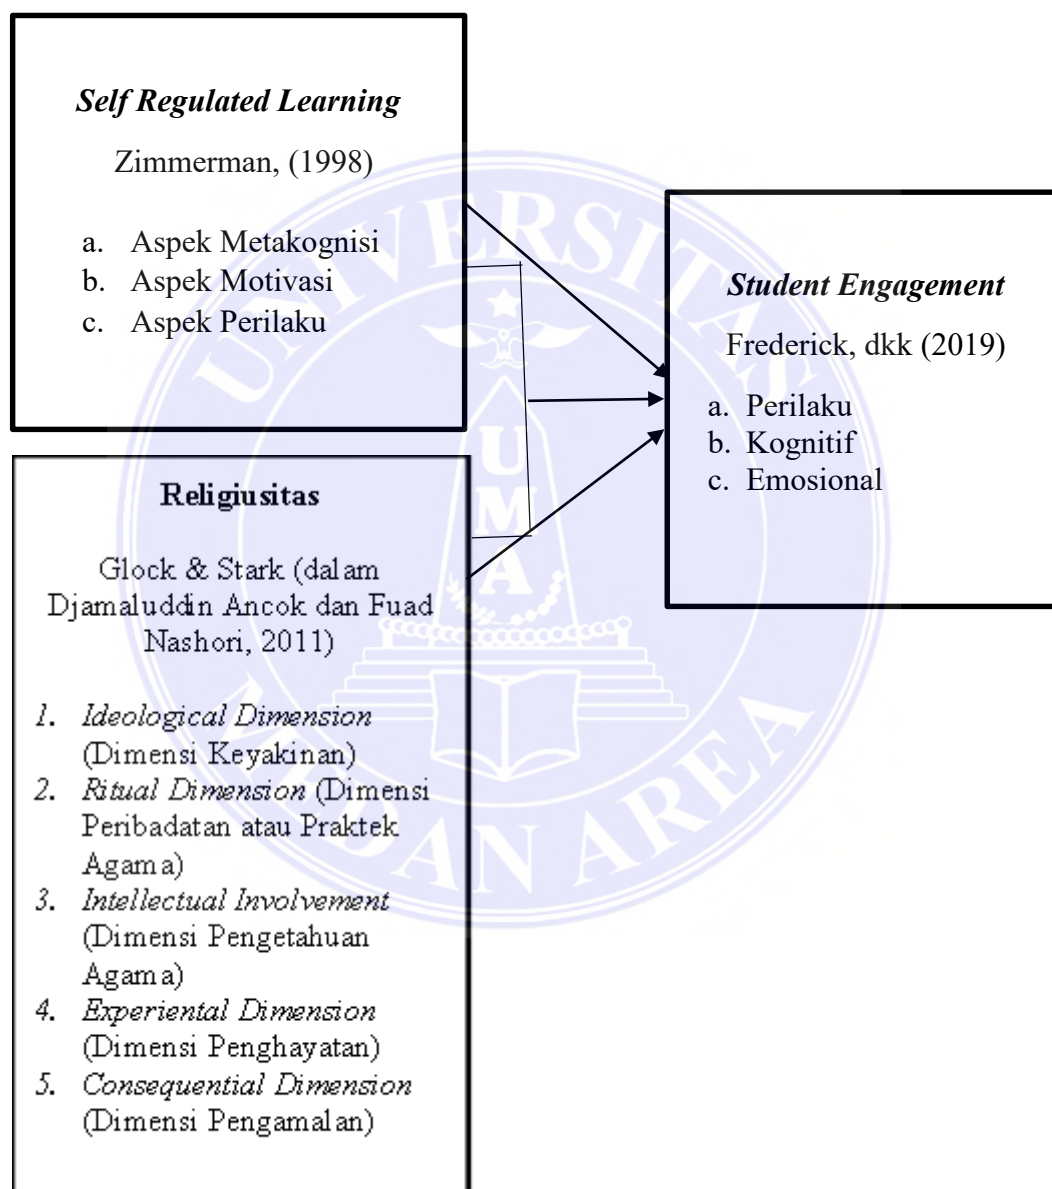 Self Regulated Learning
Zimmerman, (1998)
a. Aspek Metakognisi
b. Aspek Motivasi
c. Aspek Perilaku
Student Engagement
Frederick, dkk (2019)
a. Perilaku
b. Kognitif
c. Emosional
Religiusitas
Glock & Stark (dalam
Djamaluddin Ancok dan Fuad
Nashori, 2011)
1. Ideological Dimension
(Dimensi Keyakinan)
2. Ritual Dimension (Dimensi
Peribadatan atau Praktek
Agama)
3. Intellectual Involvement
(Dimensi Pengetahuan
Agama)
4. Experiental Dimension
(Dimensi Penghayatan)
5. Consequential Dimension
(Dimensi Pengamalan)
UNIVERSITAS
MEDAN AREA
U
M
A